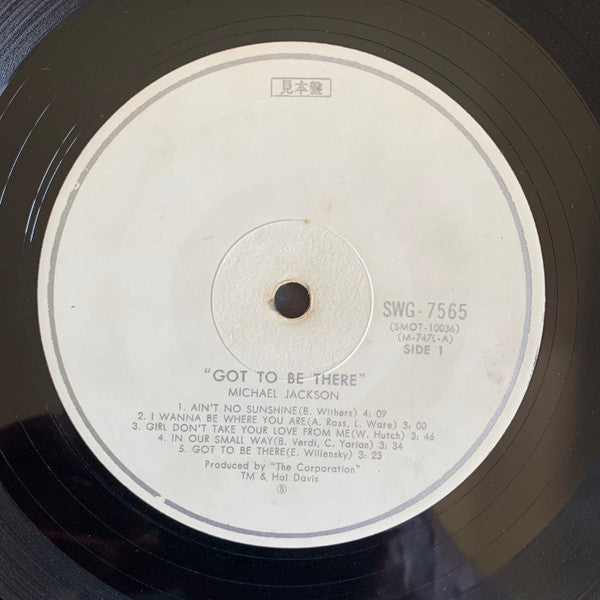 見本盤
SWG-7565
(SMOT-10036)
(M-747L-A)
SIDE 1
"GOT TO BE THERE"
MICHAEL JACKSON
1. AIN'T NO SUNSHINE(B. Withers) 4: 09
2. I WANNA BE WHERE YOU ARE(A. Ross, L. Ware) 3: 00
3. GIRL DON'T TAKE YOUR LOVE FROM ME(W. Hutch) 3: 46
4. IN OUR SMALL WAY(B. Verdi, C. Yarian) 3: 34
5. GOT TO BE THERE(E. Willensky) 3: 23
Produced by "The Corporation"
TM & Hal Davis
Ⓢ